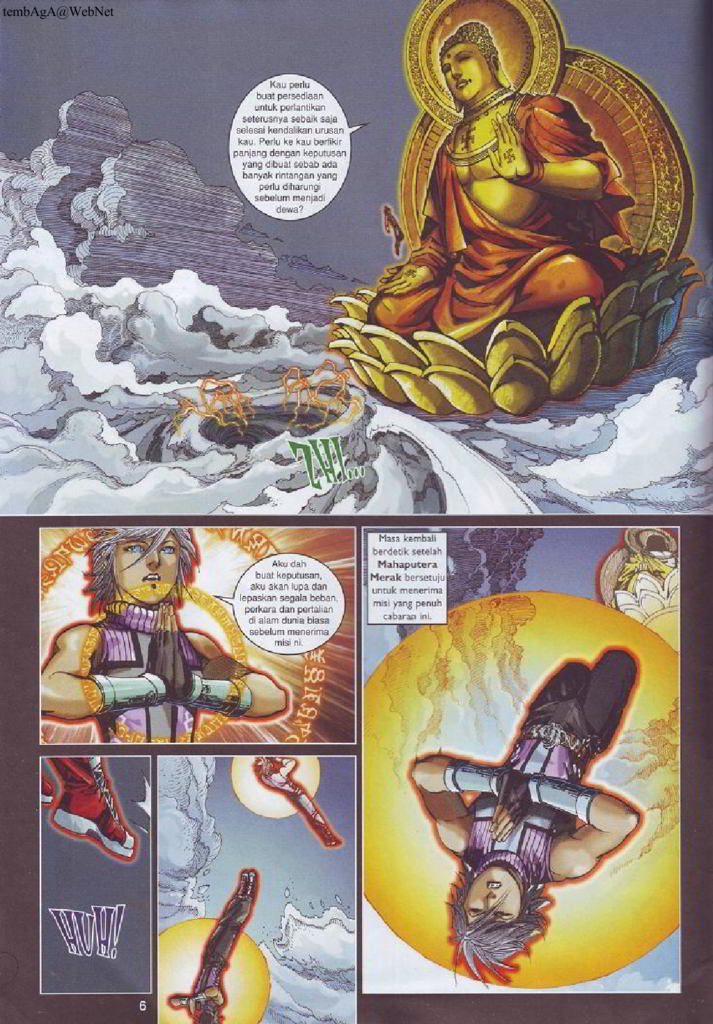 tembAgA@WebNet
Kau perlu
buat persediaan
untuk perlantikan
seterusnya sebaik saja
selesai kendalikan urusan
kau. Perlu ke kau berfikir
panjang dengan keputusan
yang dibuat sebab ada
banyak rintangan yang
perlu diharungi
sebelum menjadi
dewa?
ZHI...
Aku dah
buat keputusan,
aku akan lupa dan
lepaskan segala beban,
perkara dan pertalian
di alam dunia biasa
sebelum menerima
misi ni.
Masa kembali
berdetik setelah
Mahaputera
Merak bersetuju
untuk menerima
misi yang penuh
cabaran ini.
HUH!
6